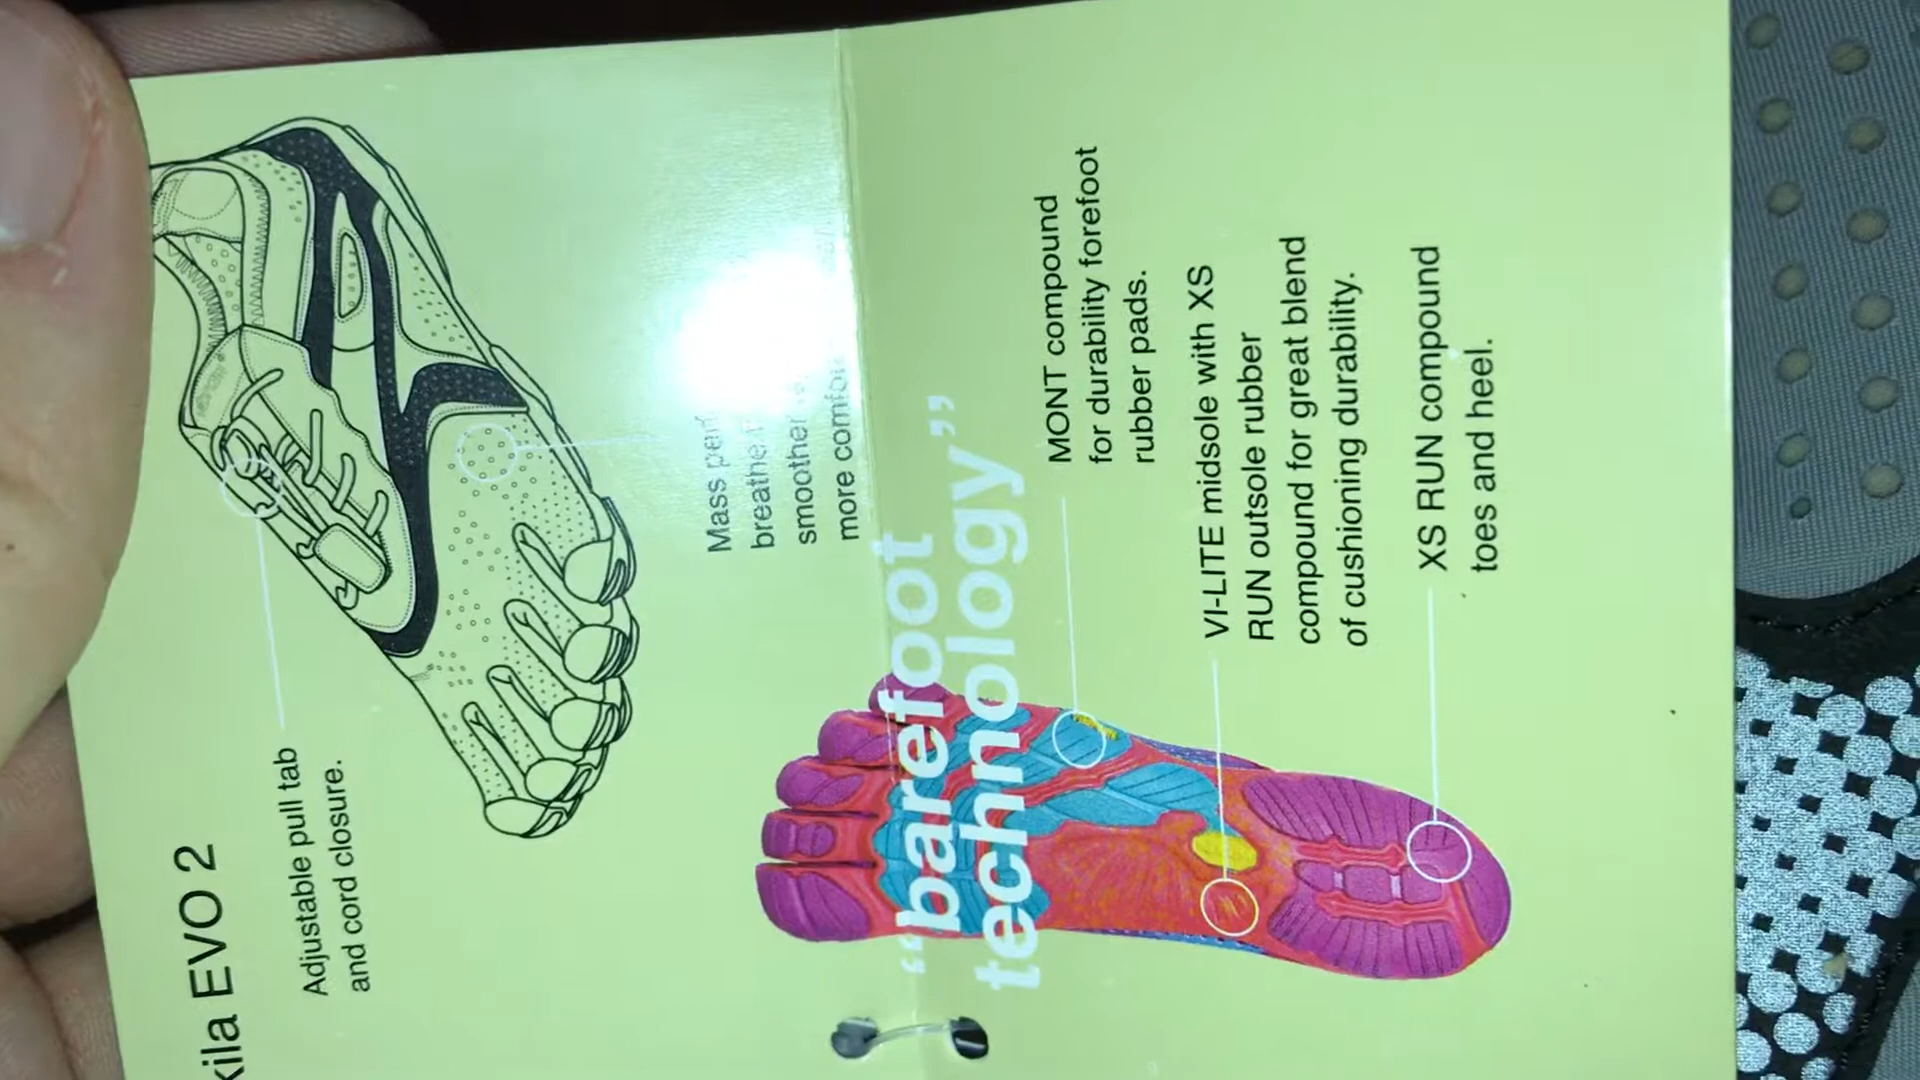 kila EVO 2
Adjustable pull tab
and cord closure.
Mass
smoother
more
“barefoot
technology”
MONT compound
for durability forefoot
rubber pads.
VI-LITE midsole with XS
RUN outsole rubber
compound for great blend
of cushioning durability.
XS RUN compound
toes and heel.